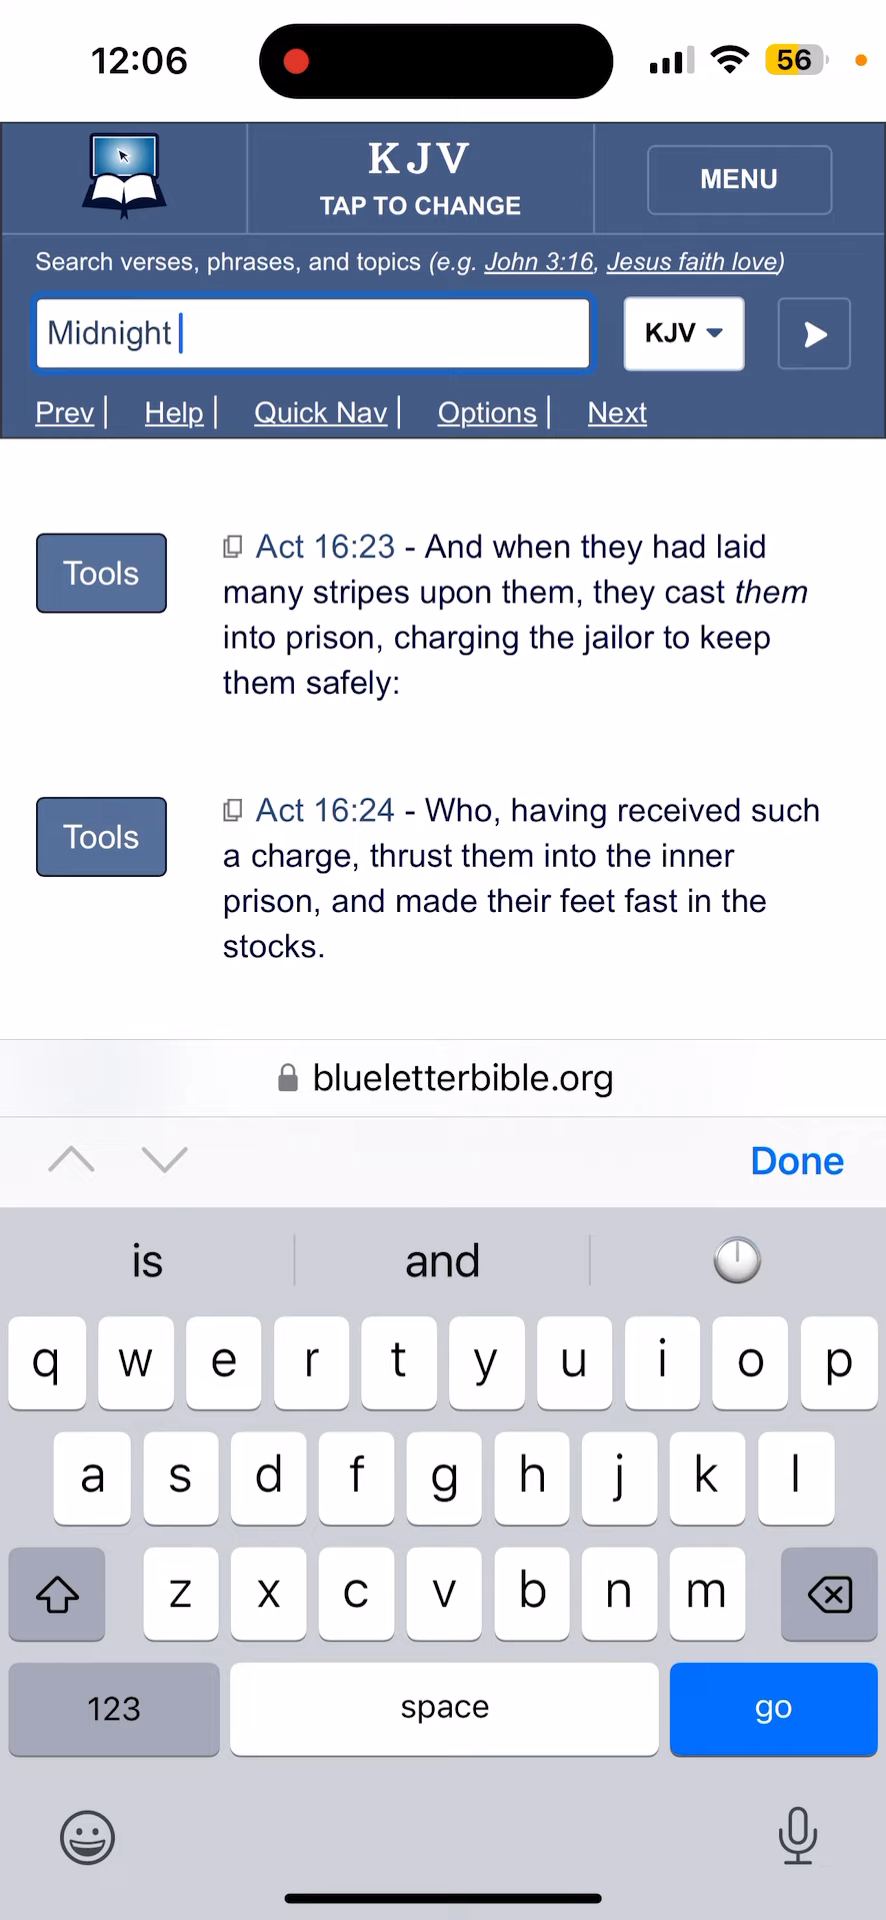 12:06
56
KJV
TAP TO CHANGE
MENU
Search verses, phrases, and topics (e.g. John 3:16, Jesus faith love)
Midnight
KJV
Prev | Help | Quick Nav | Options | Next
Tools
Act 16:23 - And when they had laid
many stripes upon them, they cast them
into prison, charging the jailor to keep
them safely:
Tools
Act 16:24 - Who, having received such
a charge, thrust them into the inner
prison, and made their feet fast in the
stocks.
blueletterbible.org
Done
is and
q w e r t y u i o p
a s d f g h j k l
z x c v b n m
123 space go